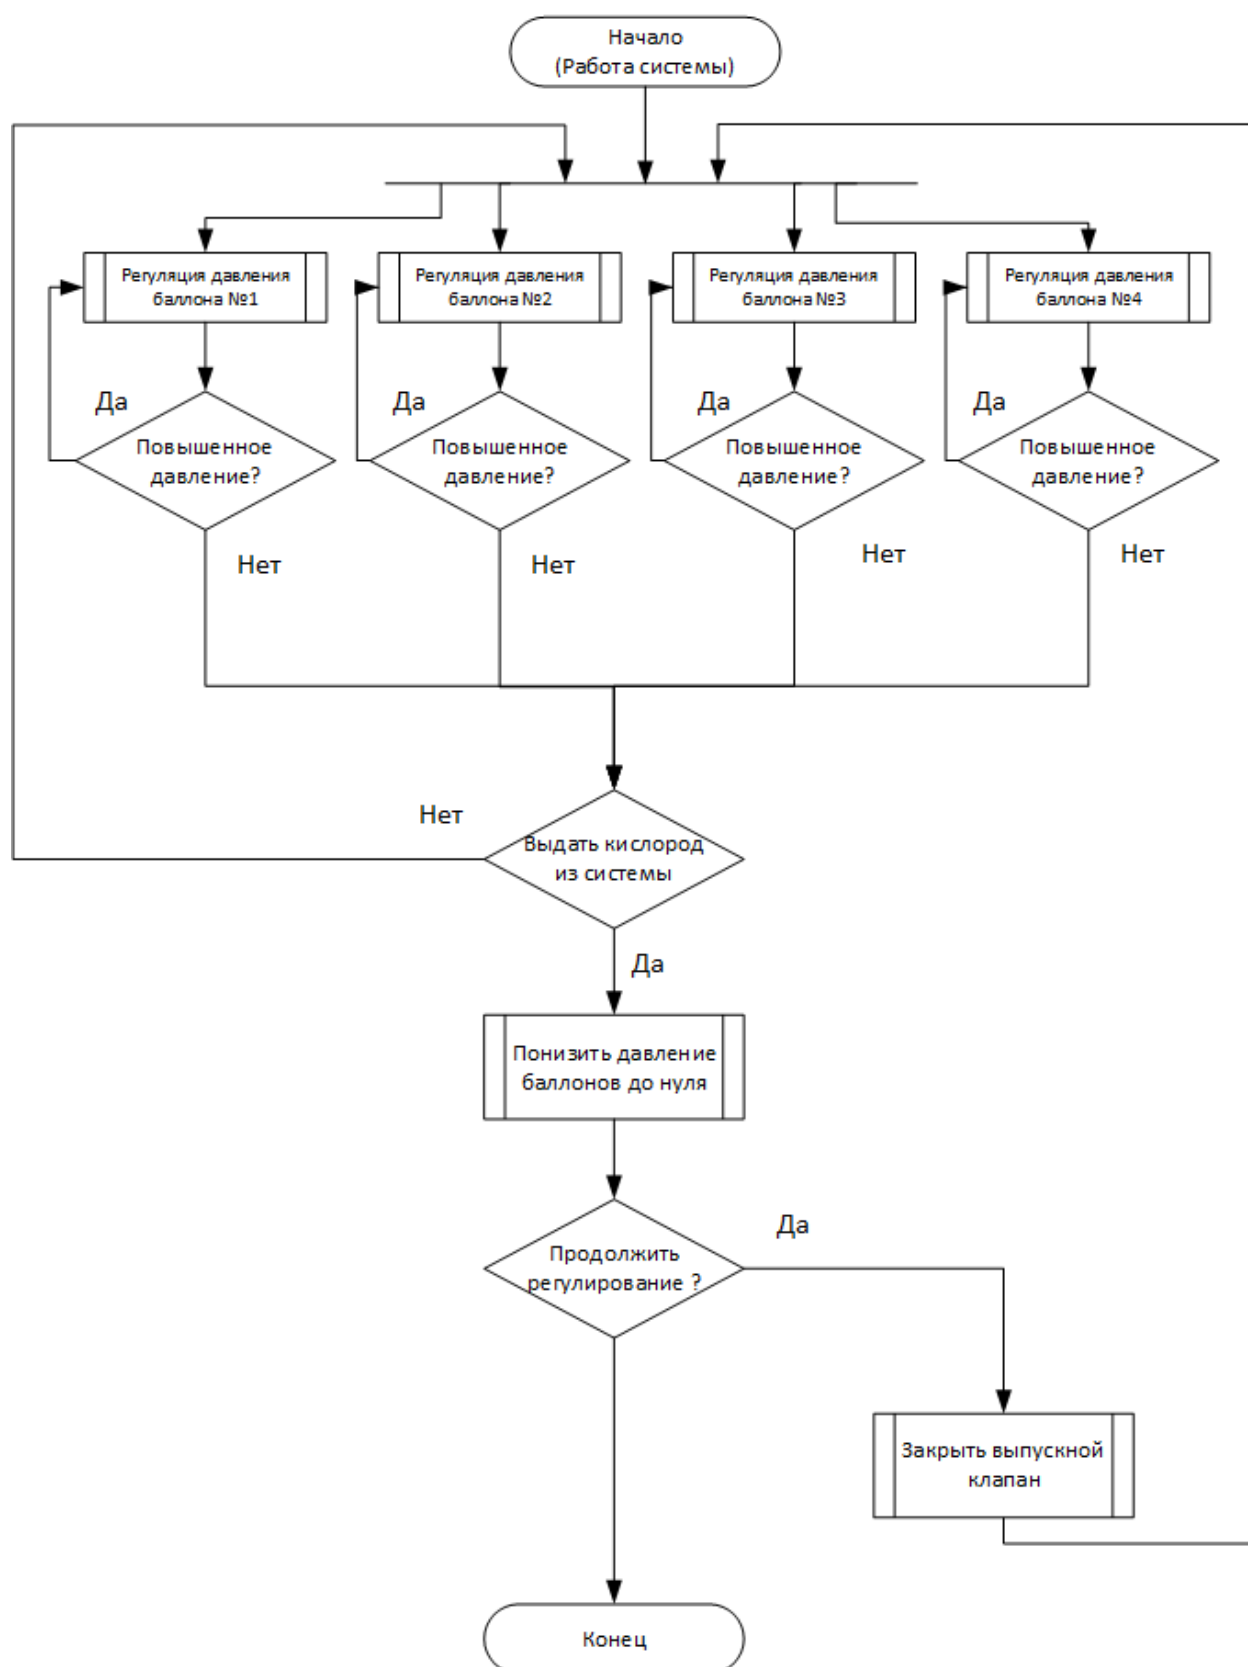 Начало
(Работа системы)
Регуляция давления
баллона №1
Регуляция давления
баллона №2
Регуляция давления
баллона №3
Регуляция давления
баллона №4
Да
Да
Да
Да
Повышенное
давление?
Повышенное
давление?
Повышенное
давление?
Повышенное
давление?
Нет
Нет
Нет
Нет
Нет
Выдать кислород
из системы
Да
Понизить давление
баллонов до нуля
Да
Продолжить
регулирование ?
Закрыть выпускной
клапан
Конец